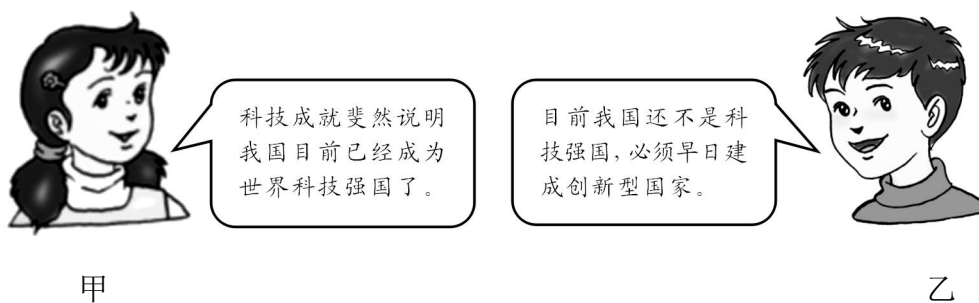 科技成就斐然说明
我国目前已经成为
世界科技强国了。
目前我国还不是科
技强国,必须早日建
成创新型国家。
甲
乙